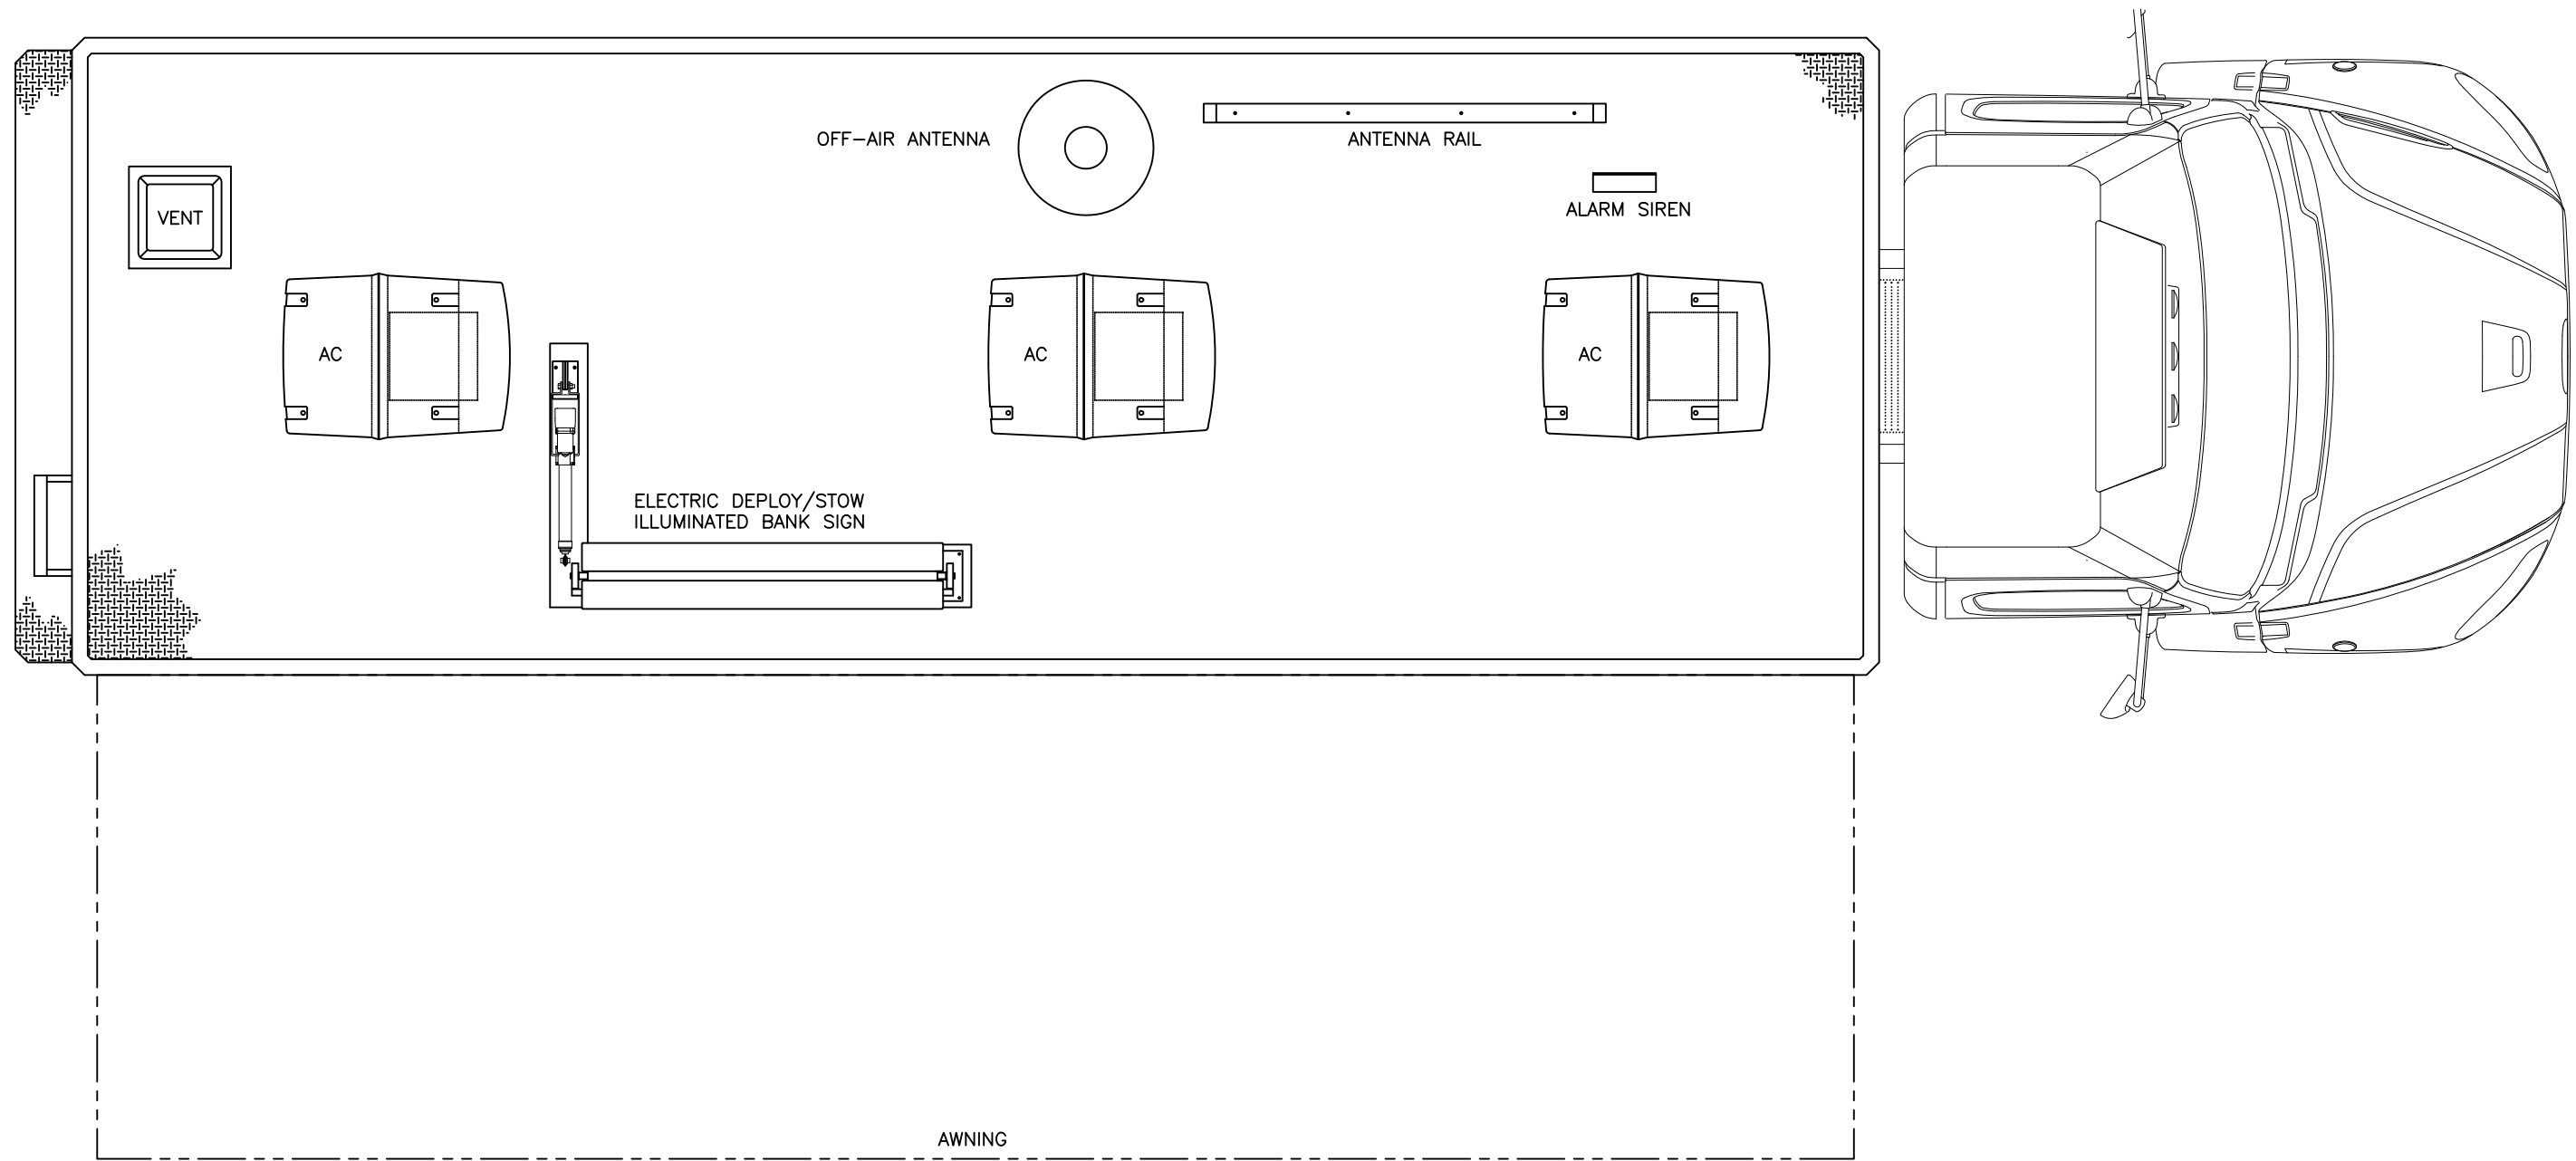 OFF-AIR ANTENNA
ANTENNA RAIL
VENT
ALARM SIREN
AC
AC
AC
ELECTRIC DEPLOY/STOW
ILLUMINATED BANK SIGN
AWNING